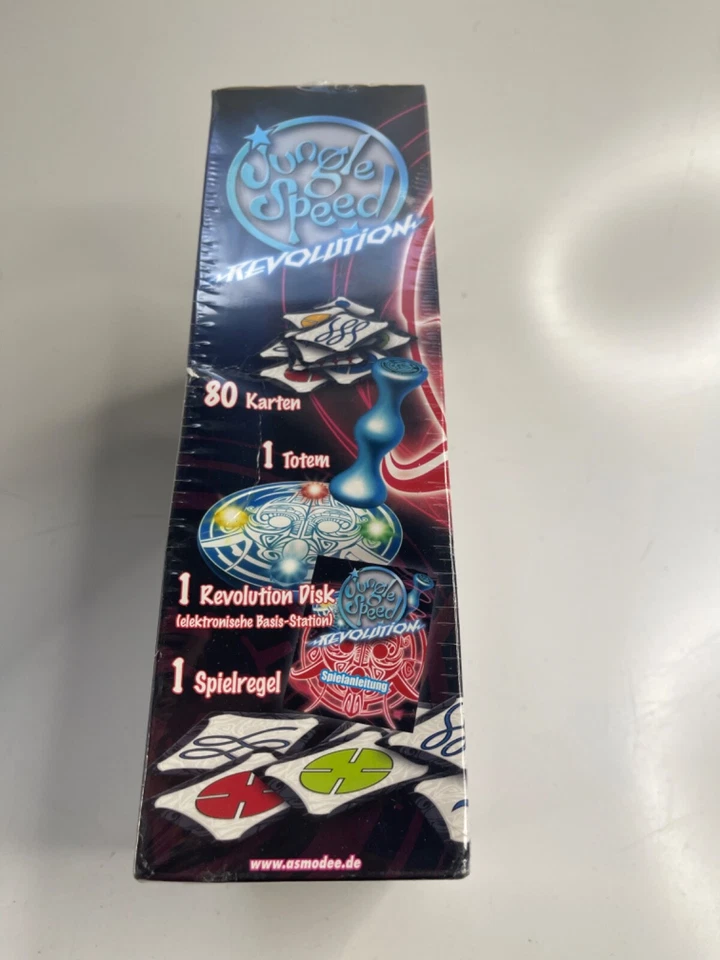 Jungle
Speed
REVOLUTION
80 Karten
1 Totem
1 Revolution Disk
(elektronische Basis-Station)
Jungle
Speed
REVOLUTION
Spielanleitung
1 Spielregel
www.asmodee.de